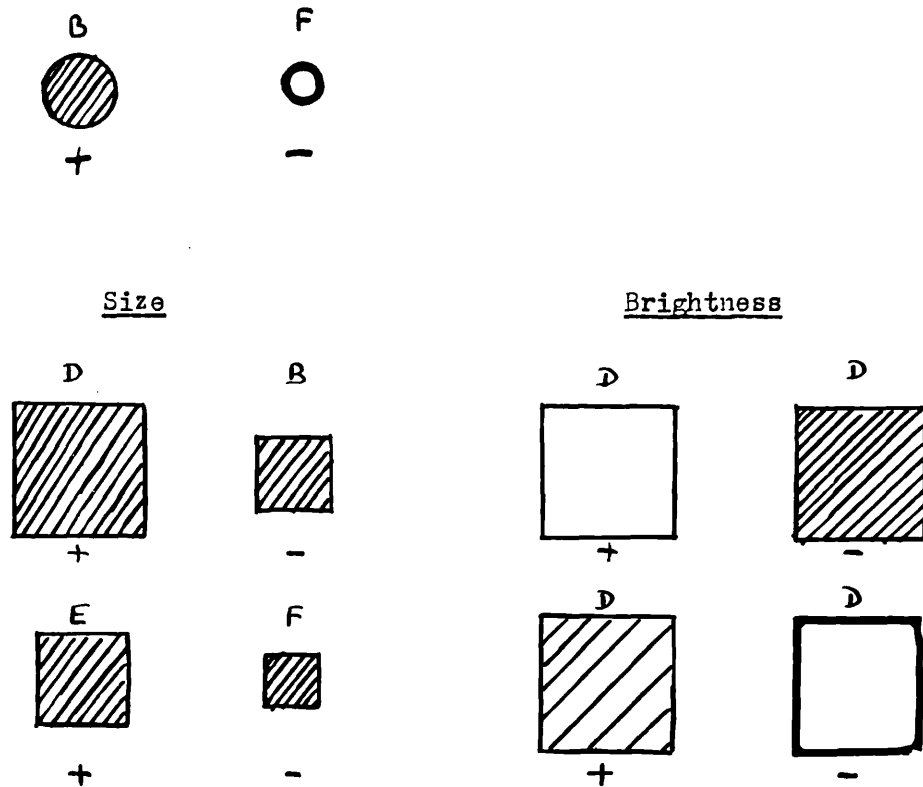 B F
+ -
Size Brightness
D B D D
+ - + -
E F D D
+ - + -